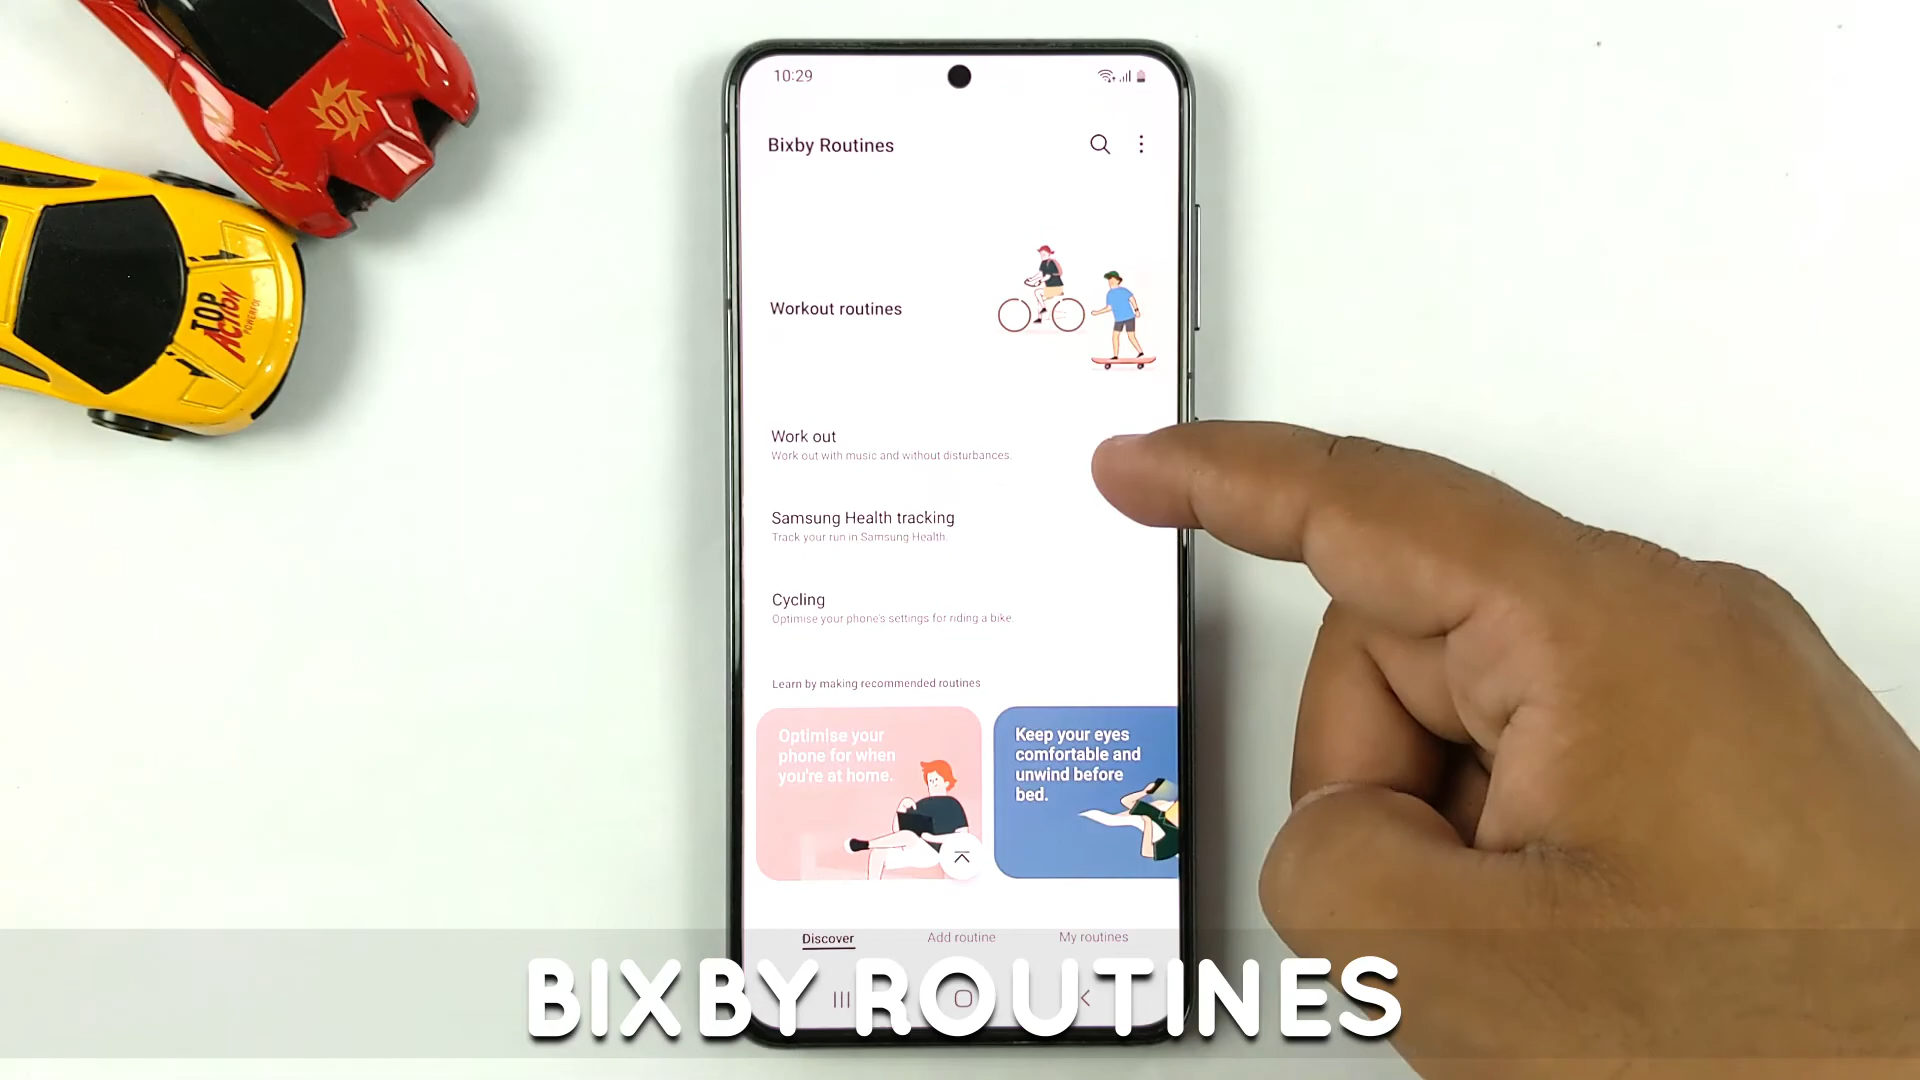 07
TOP
ACTION
POWERFUL
10:29
Bixby Routines
Workout routines
Work out
Work out with music and without disturbances.
Samsung Health tracking
Track your run in Samsung Health.
Cycling
Optimise your phone's settings for riding a bike.
Learn by making recommended routines
Optimise your
phone for when
you're at home.
Keep your eyes
comfortable and
unwind before
bed.
Discover
Add routine
My routines
BIXBY ROUTINES